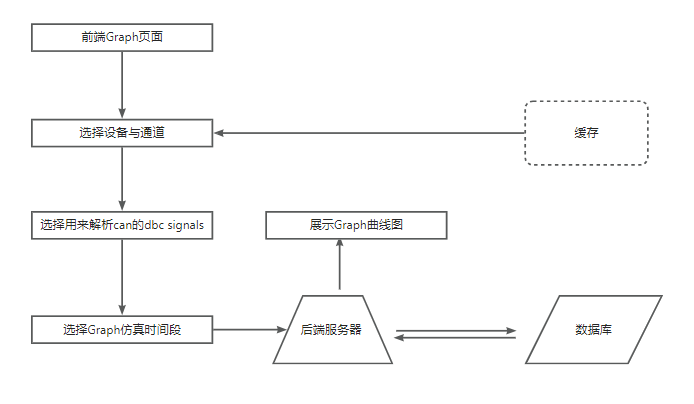 前端Graph页面
选择设备与通道
缓存
选择用来解析can的dbc signals
展示Graph曲线图
选择Graph仿真时间段
后端服务器
数据库